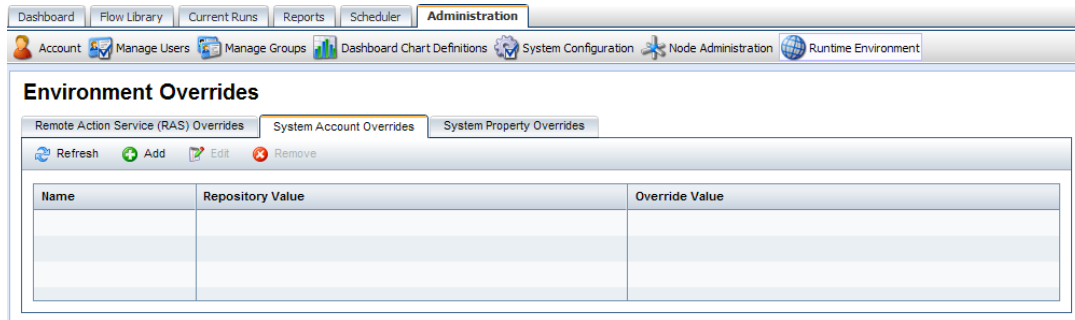 Dashboard Flow Library Current Runs Reports Scheduler Administration
Account Manage Users Manage Groups Dashboard Chart Definitions System Configuration Node Administration Runtime Environment
Environment Overrides
Remote Action Service (RAS) Overrides System Account Overrides System Property Overrides
Refresh Add Edit Remove
Name Repository Value Override Value